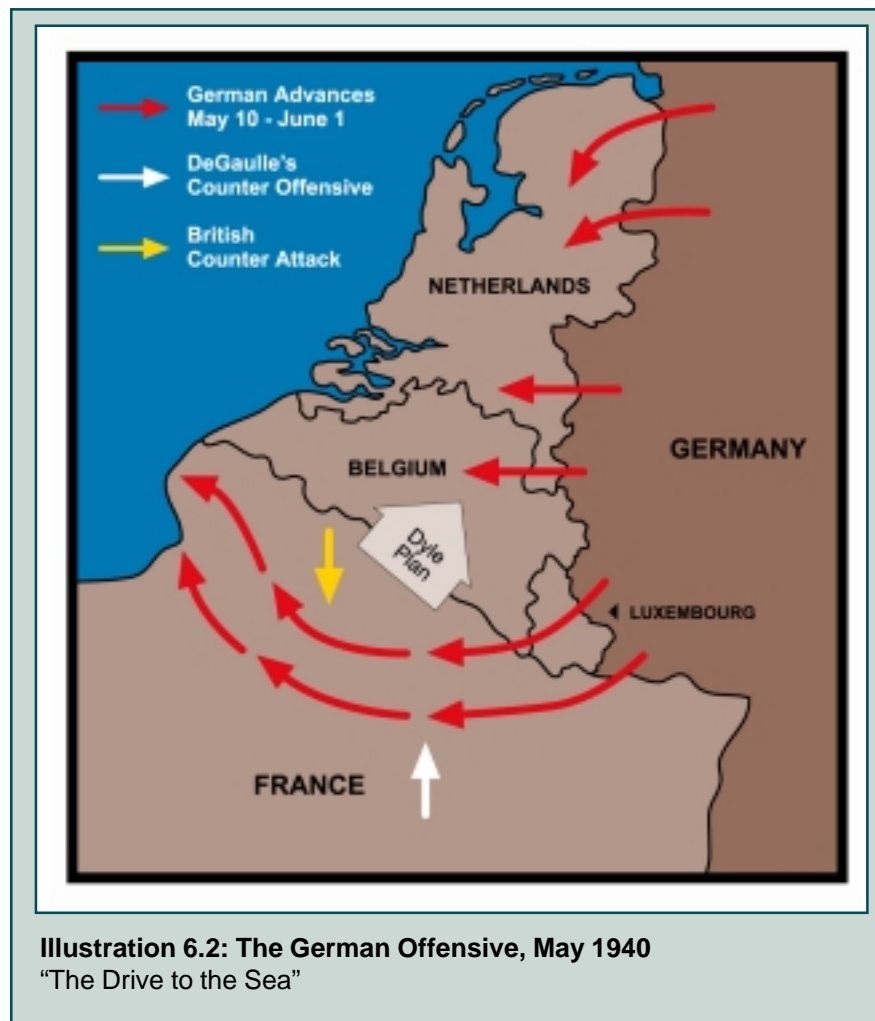 German Advances
May 10 - June 1
DeGaulle's
Counter Offensive
British
Counter Attack
NETHERLANDS
GERMANY
BELGIUM
Dyle
Plan
LUXEMBOURG
FRANCE
Illustration 6.2: The German Offensive, May 1940
“The Drive to the Sea”